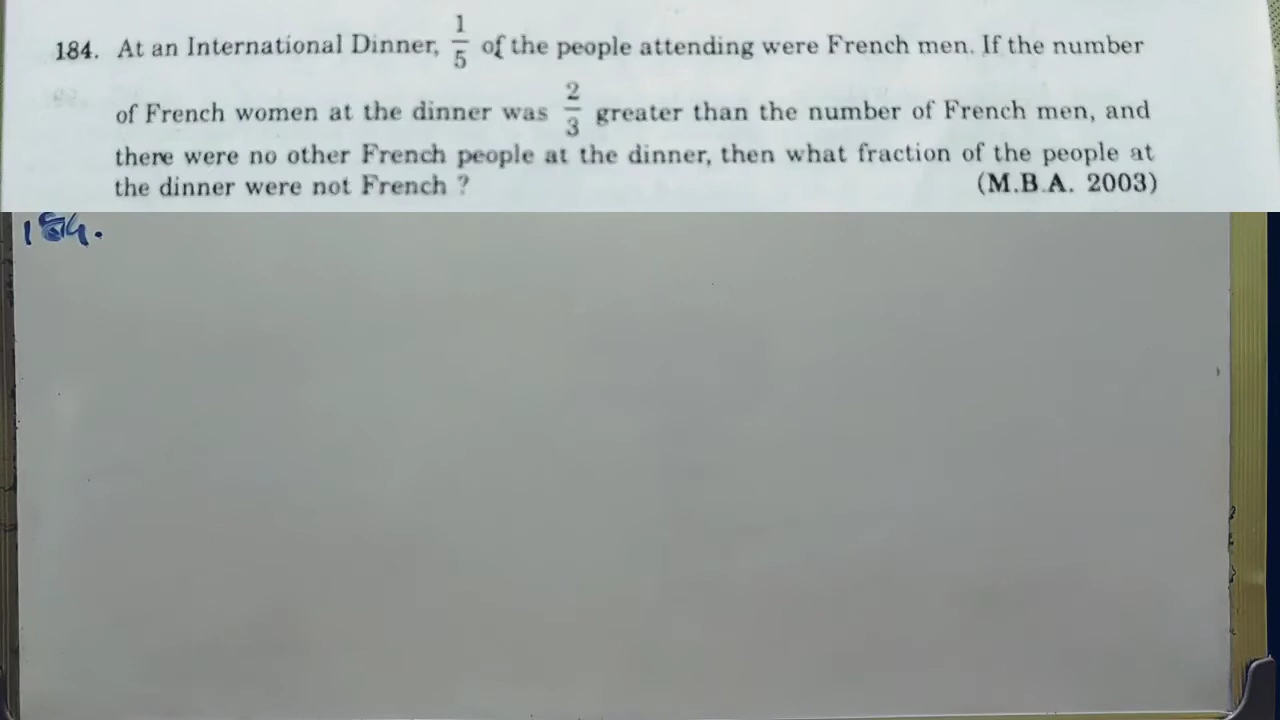 184. At an International Dinner, 1/5 of the people attending were French men. If the number
of French women at the dinner was 2/3 greater than the number of French men, and
there were no other French people at the dinner, then what fraction of the people at
the dinner were not French ? (M.B.A. 2003)
184.